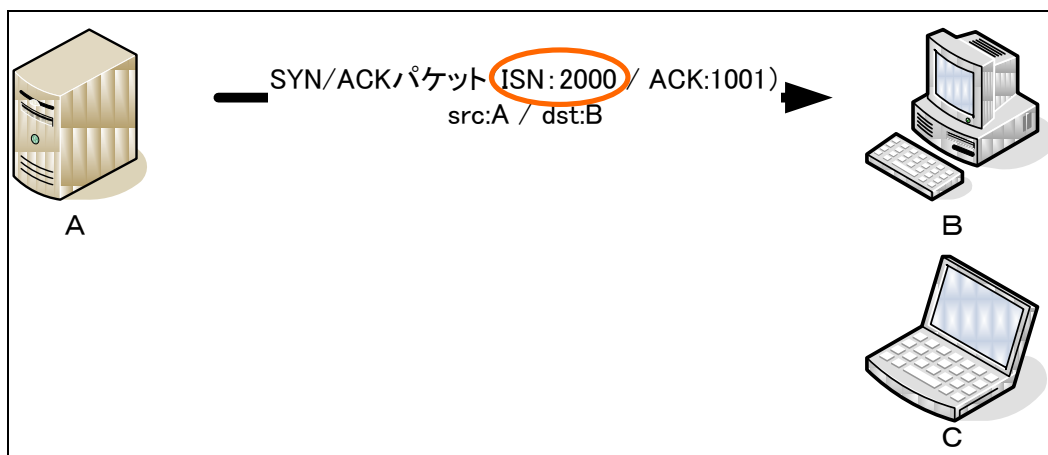 SYN/ACKパケット ISN:2000 / ACK:1001)
src:A / dst:B
A
B
C